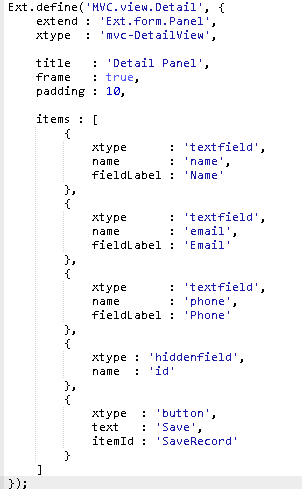 Ext.define('MVC.view.Detail', {
    extend : 'Ext.form.Panel',
    xtype  : 'mvc-DetailView',

    title   : 'Detail Panel',
    frame   : true,
    padding : 10,

    items : [
        {
            xtype      : 'textfield',
            name       : 'name',
            fieldLabel : 'Name'
        },
        {
            xtype      : 'textfield',
            name       : 'email',
            fieldLabel : 'Email'
        },
        {
            xtype      : 'textfield',
            name       : 'phone',
            fieldLabel : 'Phone'
        },
        {
            xtype : 'hiddenfield',
            name  : 'id'
        },
        {
            xtype  : 'button',
            text   : 'Save',
            itemId : 'SaveRecord'
        }
    ]
});